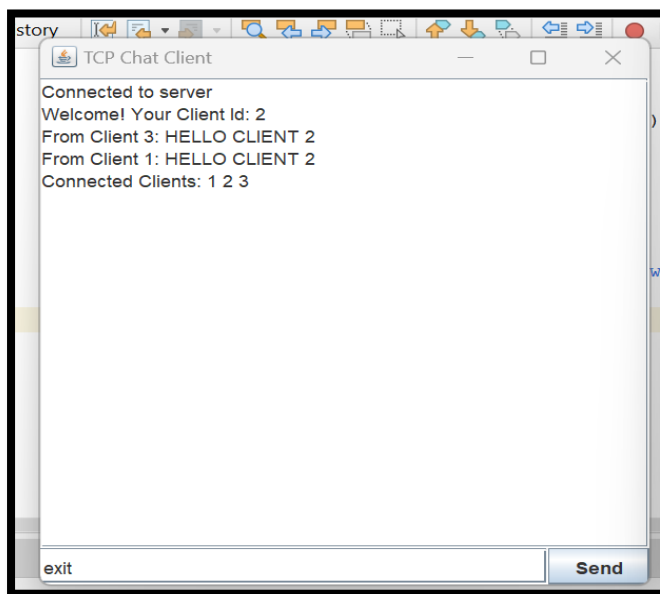 story
TCP Chat Client
Connected to server
Welcome! Your Client Id: 2
From Client 3: HELLO CLIENT 2
From Client 1: HELLO CLIENT 2
Connected Clients: 1 2 3
)
w
exit
Send